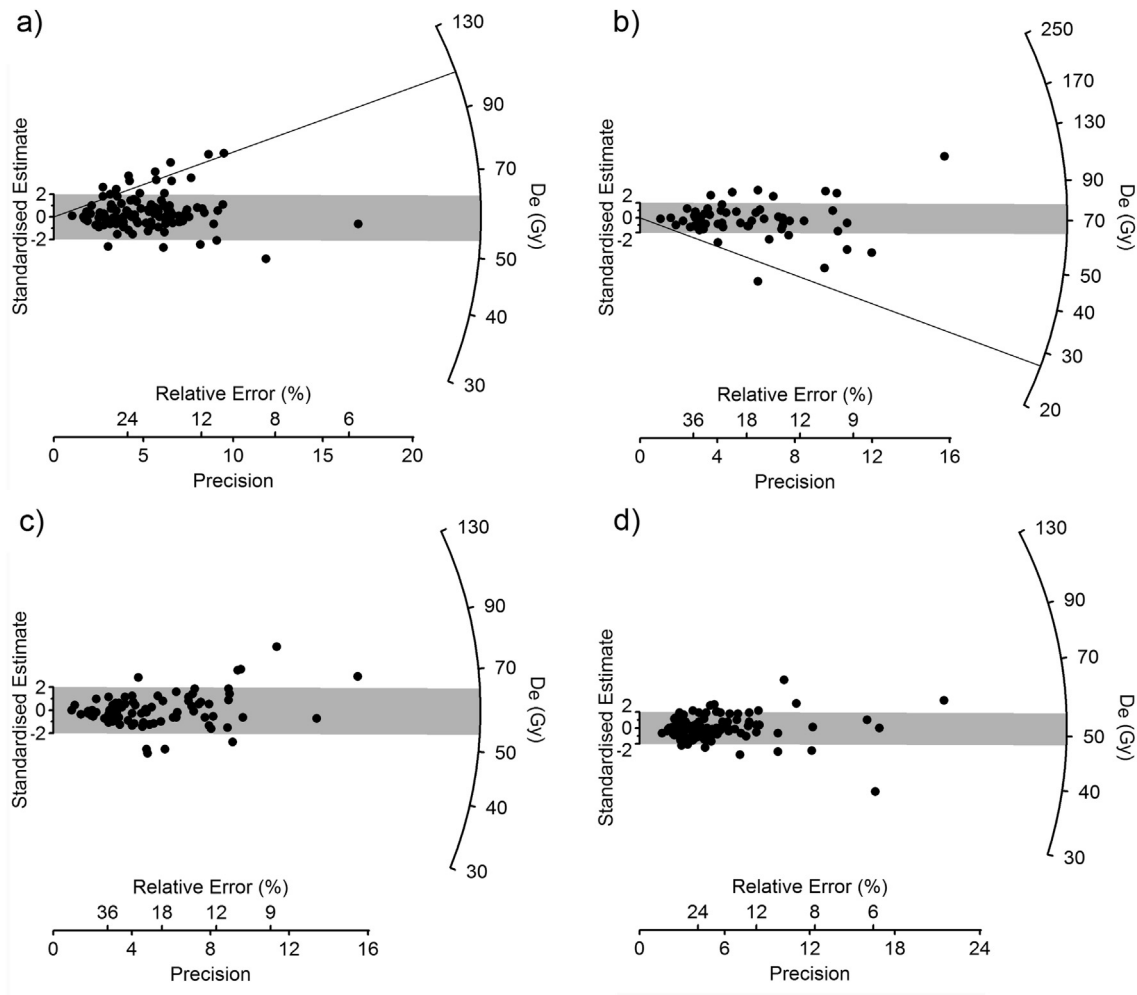 a)
130
90
70
50
40
30
De (Gy)
Standardised Estimate
2
0
-2
Relative Error (%)
24 12 8 6
0 5 10 15 20
Precision
b)
250
170
130
90
70
50
40
30
20
De (Gy)
Standardised Estimate
2
0
-2
Relative Error (%)
36 18 12 9
0 4 8 12 16
Precision
c)
130
90
70
50
40
30
De (Gy)
Standardised Estimate
2
0
-2
Relative Error (%)
36 18 12 9
0 4 8 12 16
Precision
d)
130
90
70
50
40
30
De (Gy)
Standardised Estimate
2
0
-2
Relative Error (%)
24 12 8 6
0 6 12 18 24
Precision